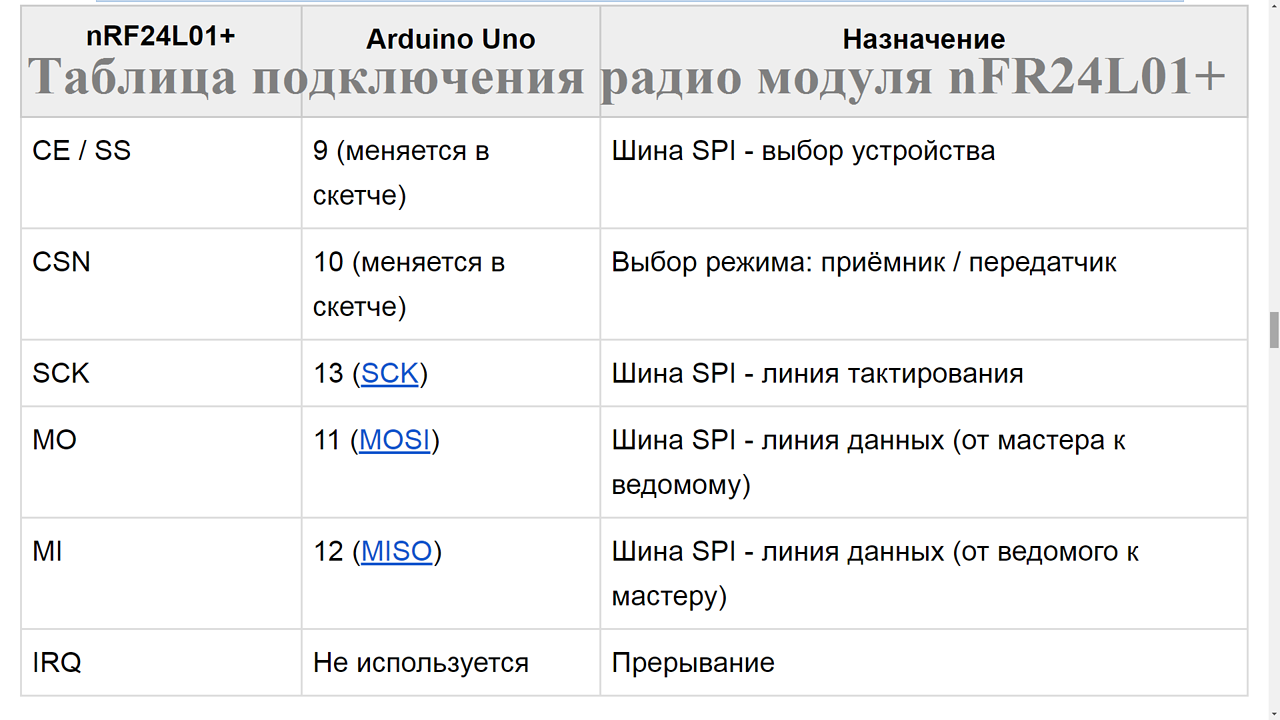 nRF24L01+ Arduino Uno Назначение
Таблица подключения радио модуля nFR24L01+
CE / SS 9 (меняется в Шина SPI - выбор устройства
скетче)
CSN 10 (меняется в Выбор режима: приёмник / передатчик
скетче)
SCK 13 (SCK) Шина SPI - линия тактирования
MO 11 (MOSI) Шина SPI - линия данных (от мастера к
ведомому)
MI 12 (MISO) Шина SPI - линия данных (от ведомого к
мастеру)
IRQ Не используется Прерывание